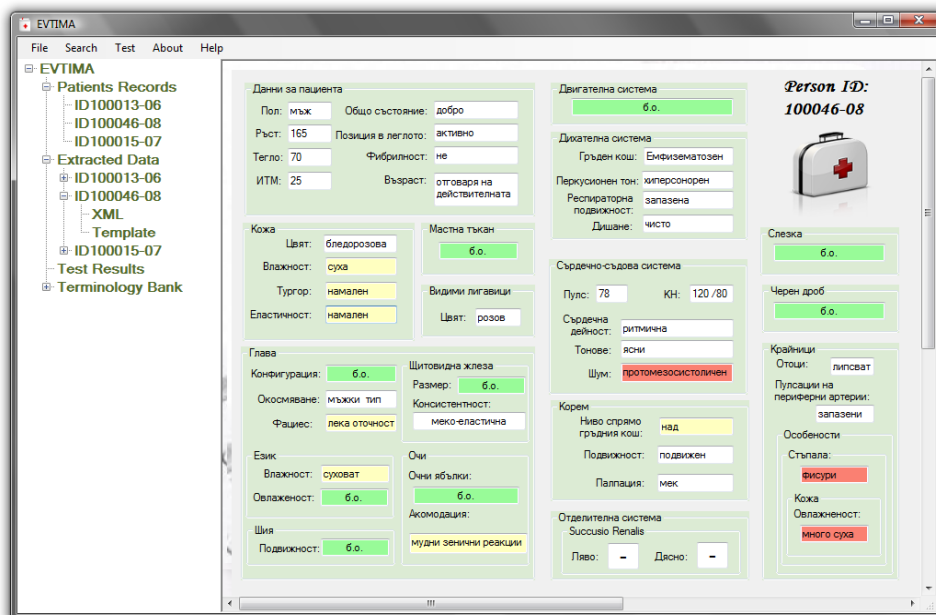 EVTIMA
File Search Test About Help
EVTIMA
Patients Records
ID100013-06
ID100046-08
ID100015-07
Extracted Data
ID100013-06
ID100046-08
XML
Template
ID100015-07
Test Results
Terminology Bank
Данни за пациента
Пол: мъж
Ръст: 165
Тегло: 70
ИТМ: 25
Общо състояние: добро
Позиция в леглото: активно
Фибрилност: не
Възраст: отговаря на
действителната
Кожа
Цвят: бледорозова
Влажност: суха
Тургор: намален
Еластичност: намален
Мастна тъкан
б.о.
Видими лигавици
Цвят: розов
Глава
Конфигурация: б.о.
Окосмяване: мъжки тип
Фациес: лека оточност
Щитовидна жлеза
Размер: б.о.
Консистентност:
меко-еластична
Език
Влажност: суховат
Овлаженост: б.о.
Очи
Очни ябълки:
б.о.
Акомодация:
мудни зенични реакции
Шия
Подвижност: б.о.
Двигателна система
б.о.
Дихателна система
Гръден кош: Емфизематозен
Перкусионен тон: хиперсонорен
Респираторна
подвижност: запазена
Дишане: чисто
Сърдечно-съдова система
Пулс: 78 КН: 120 /80
Сърдечна
дейност: ритмична
Тонове: ясни
Шум: протомезосистоличен
Корем
Ниво спрямо
гръдния кош: над
Подвижност: подвижен
Палпация: мек
Отделителна система
Succusio Renalis
Пяво: - Дясно: -
Person ID:
100046-08
Слезка
б.о.
Черен дроб
б.о.
Крайници
Отоци: липсват
Пулсации на
периферни артерии:
запазени
Особености
Стъпала:
фисури
Кожа
Овлажненост:
много суха